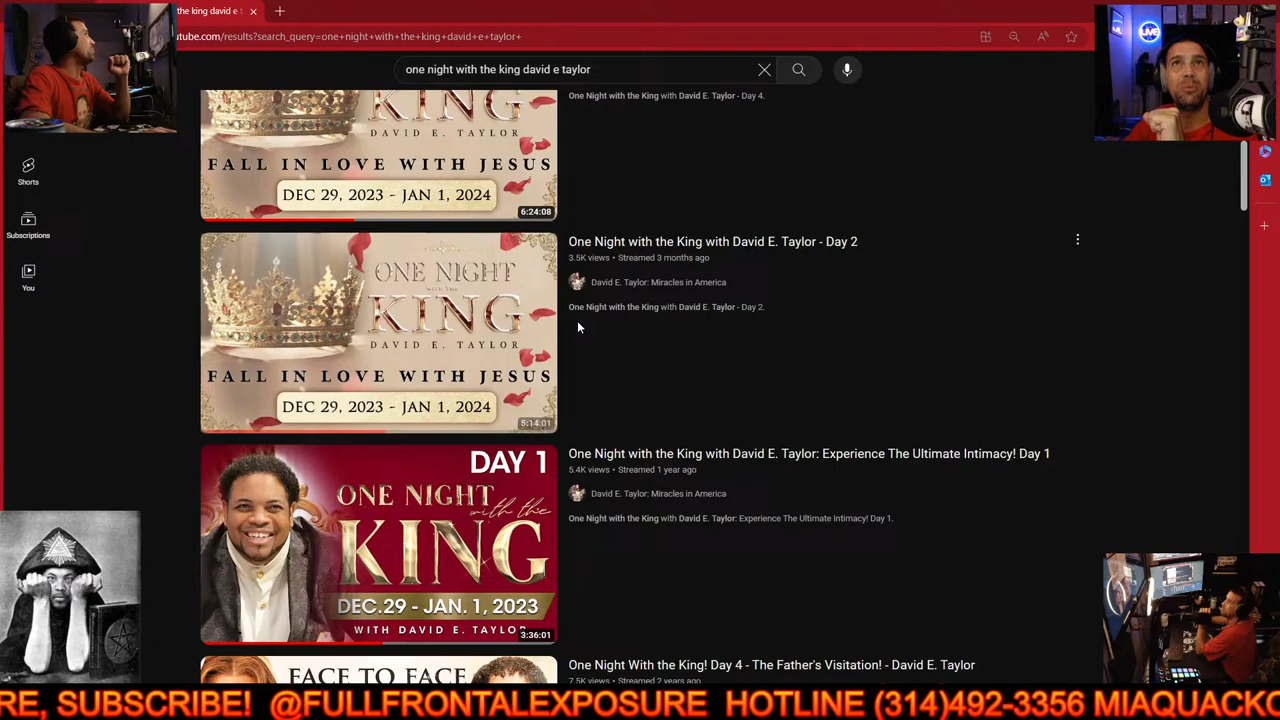 the king david e t
utube.com/results?search_query=one+night+with+the+king+david+e+taylor+
one night with the king david e taylor
Shorts
Subscriptions
You
KING
DAVID E. TAYLOR
FALL IN LOVE WITH JESUS
DEC 29, 2023 - JAN 1, 2024
6:24:08
One Night with the King with David E. Taylor - Day 4.
ONE NIGHT
WITH THE
KING
DAVID E. TAYLOR
FALL IN LOVE WITH JESUS
DEC 29, 2023 - JAN 1, 2024
5:14:01
One Night with the King with David E. Taylor - Day 2
3.5K views • Streamed 3 months ago
David E. Taylor: Miracles in America
One Night with the King with David E. Taylor - Day 2.
DAY 1
ONE NIGHT
with the
KING
DEC.29 - JAN. 1, 2023
WITH DAVID E. TAYLOR
3:36:01
One Night with the King with David E. Taylor: Experience The Ultimate Intimacy! Day 1
5.4K views • Streamed 1 year ago
David E. Taylor: Miracles in America
One Night with the King with David E. Taylor: Experience The Ultimate Intimacy! Day 1.
FACE TO FACE
One Night With the King! Day 4 - The Father's Visitation! - David E. Taylor
7.5K views • Streamed 2 years ago
LIVE
RE, SUBSCRIBE! @FULLFRONTALEXPOSURE HOTLINE (314)492-3356 MIAQUACKO